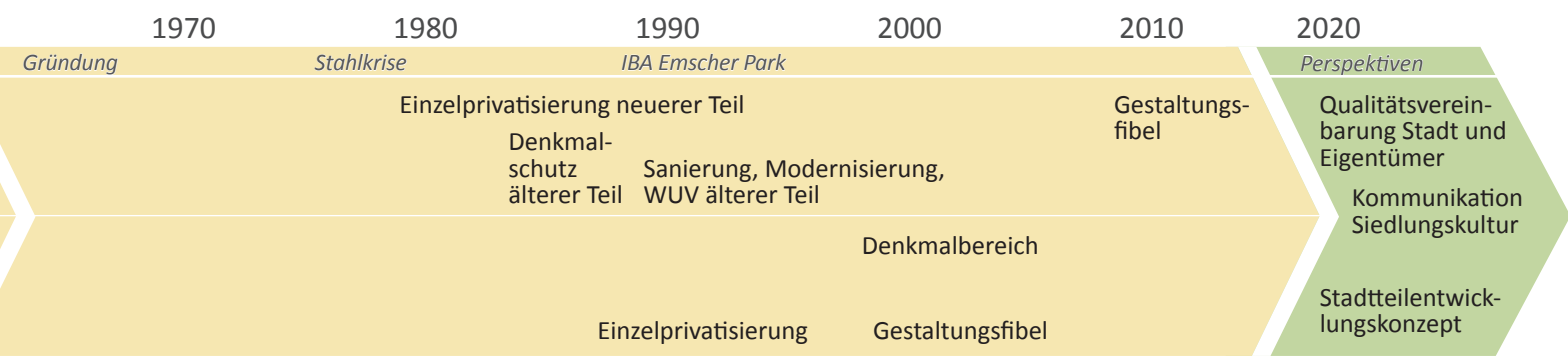 1970 1980 1990 2000 2010 2020
Gründung Stahlkrise IBA Emscher Park Perspektiven
Einzelprivatisierung neuerer Teil
Denkmal-
schutz
älterer Teil
Sanierung, Modernisierung,
WUV älterer Teil
Gestaltungs-
fibel
Denkmalbereich
Einzelprivatisierung
Gestaltungsfibel
Qualitätsverein-
barung Stadt und
Eigentümer
Kommunikation
Siedlungskultur
Stadtteilentwick-
lungskonzept